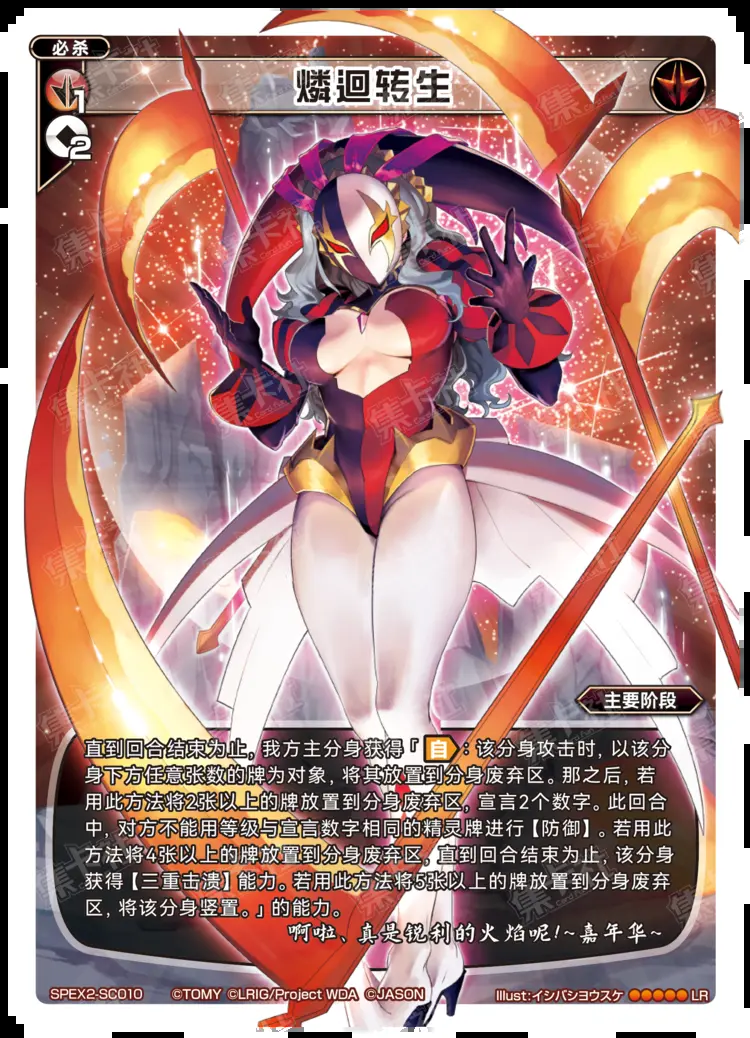 必杀
燐迴转生
1
2
主要阶段
直到回合结束为止，我方主分身获得「自：该分身攻击时，以该分
身下方任意张数的牌为对象，将其放置到分身废弃区。那之后，若
用此方法将2张以上的牌放置到分身废弃区，宣言2个数字。此回合
中，对方不能用等级与宣言数字相同的精灵牌进行【防御】。若用此
方法将4张以上的牌放置到分身废弃区，直到回合结束为止，该分身
获得【三重击溃】能力。若用此方法将5张以上的牌放置到分身废弃
区，将该分身竖置。」的能力。
啊啦、真是锐利的火焰呢!~嘉年华~
SPEX2-SC010 ©TOMY ©LRIG/Project WDA ©JASON Illust:イシバシヨウスケ LR
集卡社